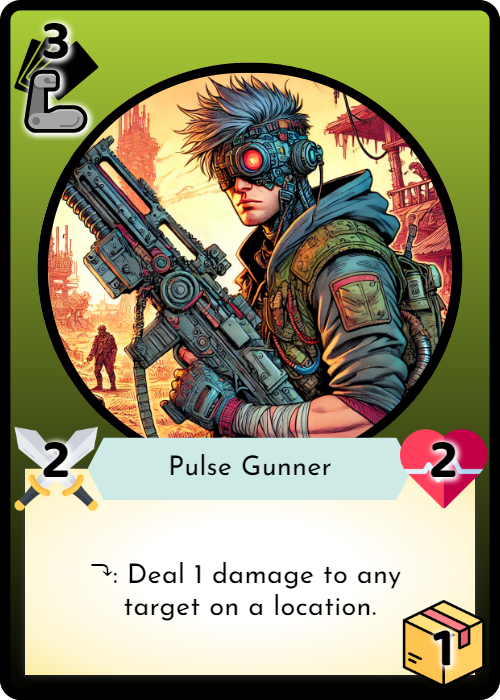 3
2
Pulse Gunner
2
⤵: Deal 1 damage to any
target on a location.
1